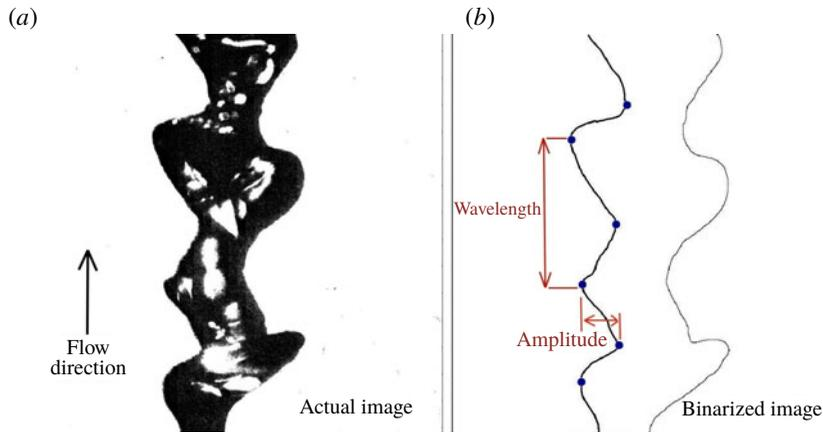 (a)
(b)
Wavelength
Amplitude
Flow
direction
Actual image
Binarized image